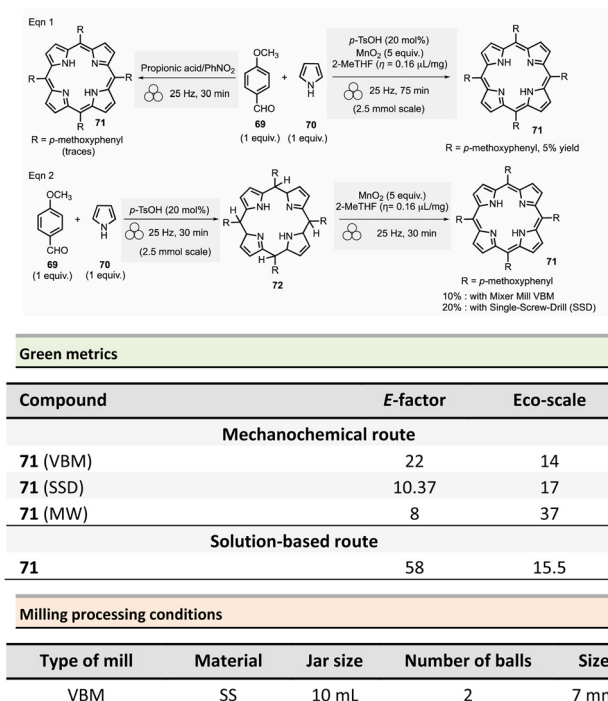 Eqn 1
R
NH
N
R
R
N
HN
R
71
R = p-methoxyphenyl
(traces)
Propionic acid/PhNO2
25 Hz, 30 min
OCH3
CHO
69
(1 equiv.)
+
N
H
70
(1 equiv.)
p-TsOH (20 mol%)
MnO2 (5 equiv.)
2-MeTHF (η = 0.16 μL/mg)
25 Hz, 75 min
(2.5 mmol scale)
R
NH
N
R
R
N
HN
R
71
R = p-methoxyphenyl, 5% yield
Eqn 2
OCH3
CHO
69
(1 equiv.)
+
N
H
70
(1 equiv.)
p-TsOH (20 mol%)
25 Hz, 30 min
(2.5 mmol scale)
R
H
NH
N
H
R
R
H
N
HN
H
R
72
MnO2 (5 equiv.)
2-MeTHF (η= 0.16 μL/mg)
25 Hz, 30 min
R
NH
N
R
R
N
HN
R
71
R = p-methoxyphenyl
10% : with Mixer Mill VBM
20% : with Single-Screw-Drill (SSD)
Green metrics
Compound E-factor Eco-scale
Mechanochemical route
71 (VBM) 22 14
71 (SSD) 10.37 17
71 (MW) 8 37
Solution-based route
71 58 15.5
Milling processing conditions
Type of mill Material Jar size Number of balls Size
VBM SS 10 mL 2 7 mm